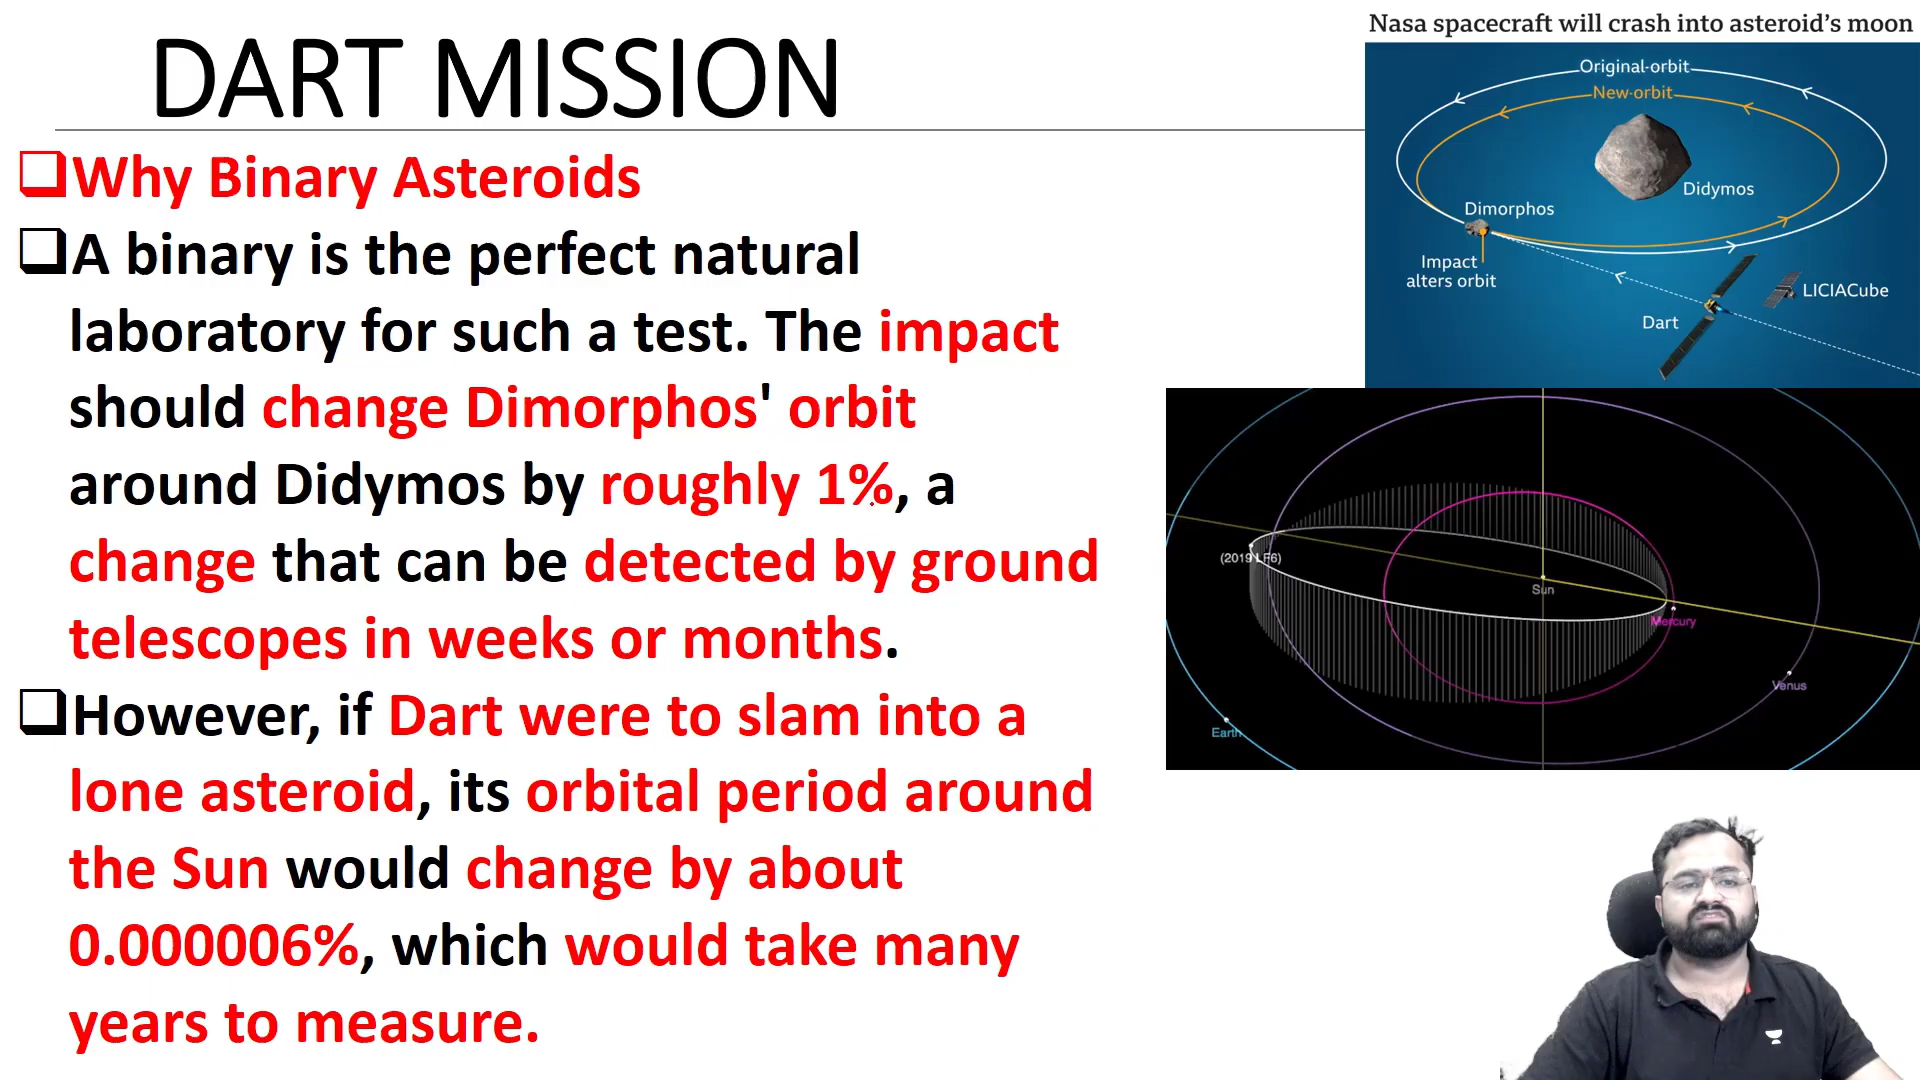 DART MISSION
Nasa spacecraft will crash into asteroid's moon
Original orbit
New orbit
Didymos
Dimorphos
Impact
alters orbit
LICIACube
Dart
❑Why Binary Asteroids
❑A binary is the perfect natural
laboratory for such a test. The impact
should change Dimorphos' orbit
around Didymos by roughly 1%, a
change that can be detected by ground
telescopes in weeks or months.
❑However, if Dart were to slam into a
lone asteroid, its orbital period around
the Sun would change by about
0.000006%, which would take many
years to measure.
(2019 LF6)
Sun
Mercury
Venus
Earth